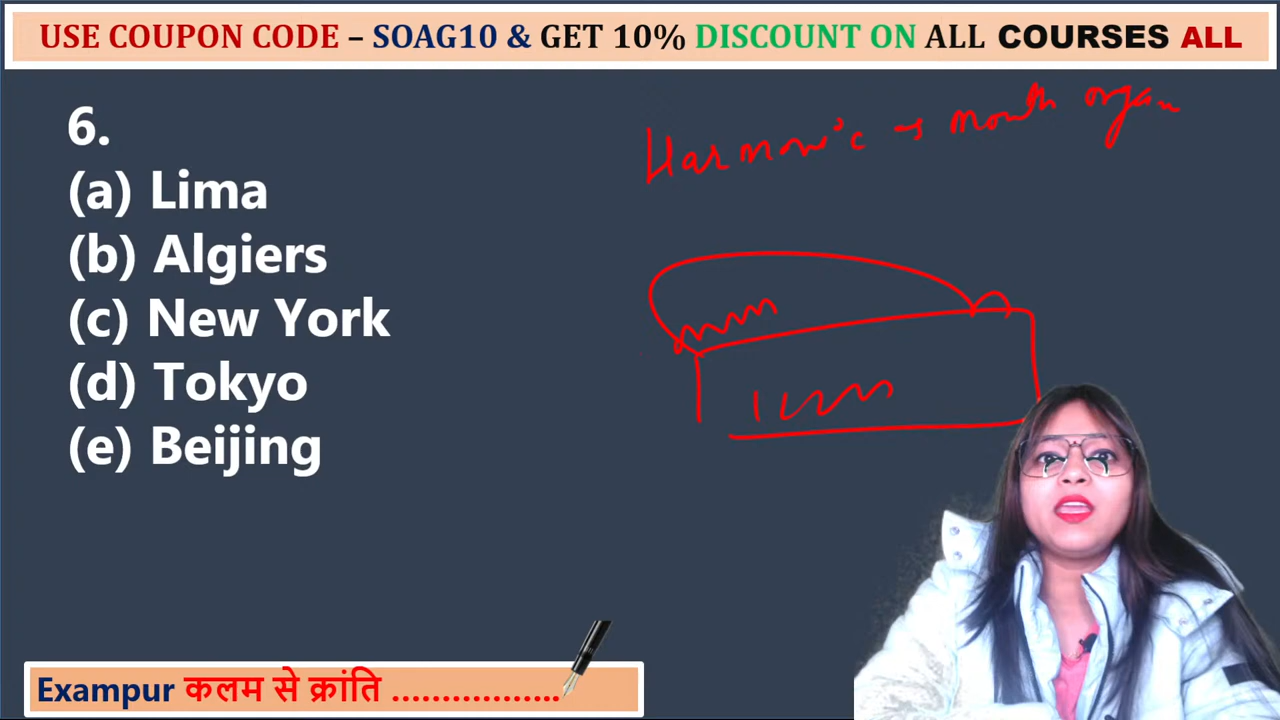 USE COUPON CODE – SOAG10 & GET 10% DISCOUNT ON ALL COURSES ALL
6.
(a) Lima
(b) Algiers
(c) New York
(d) Tokyo
(e) Beijing
Harmonic → mouth organ
Exampur कलम से क्रांति ……………..